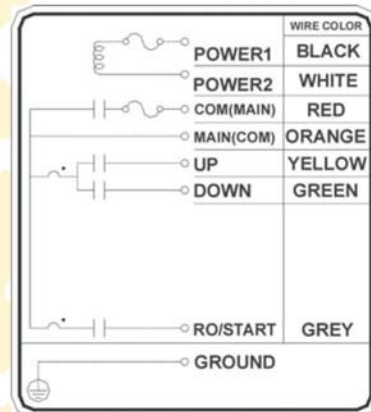 WIRE COLOR
POWER1 BLACK
POWER2 WHITE
COM(MAIN) RED
MAIN(COM) ORANGE
UP YELLOW
DOWN GREEN
RO/START GREY
GROUND